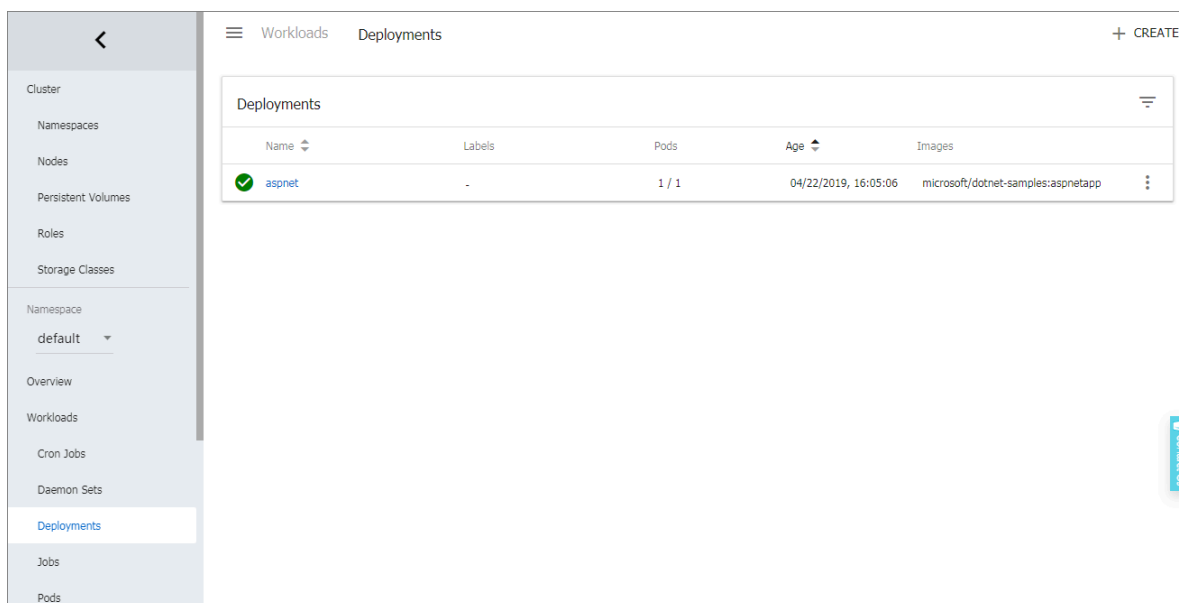 Workloads Deployments
+ CREATE
Cluster
Namespaces
Nodes
Persistent Volumes
Roles
Storage Classes
Namespace
default
Overview
Workloads
Cron Jobs
Daemon Sets
Deployments
Jobs
Pods
Deployments
Name Labels Pods Age Images
aspnet - 1 / 1 04/22/2019, 16:05:06 microsoft/dotnet-samples:aspnetapp